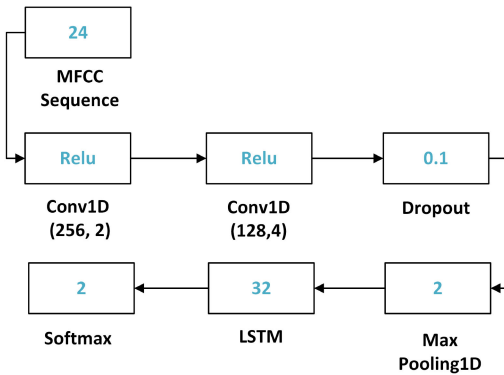 24
MFCC
Sequence
Relu
Conv1D
(256, 2)
Relu
Conv1D
(128,4)
0.1
Dropout
2
Max
Pooling1D
32
LSTM
2
Softmax